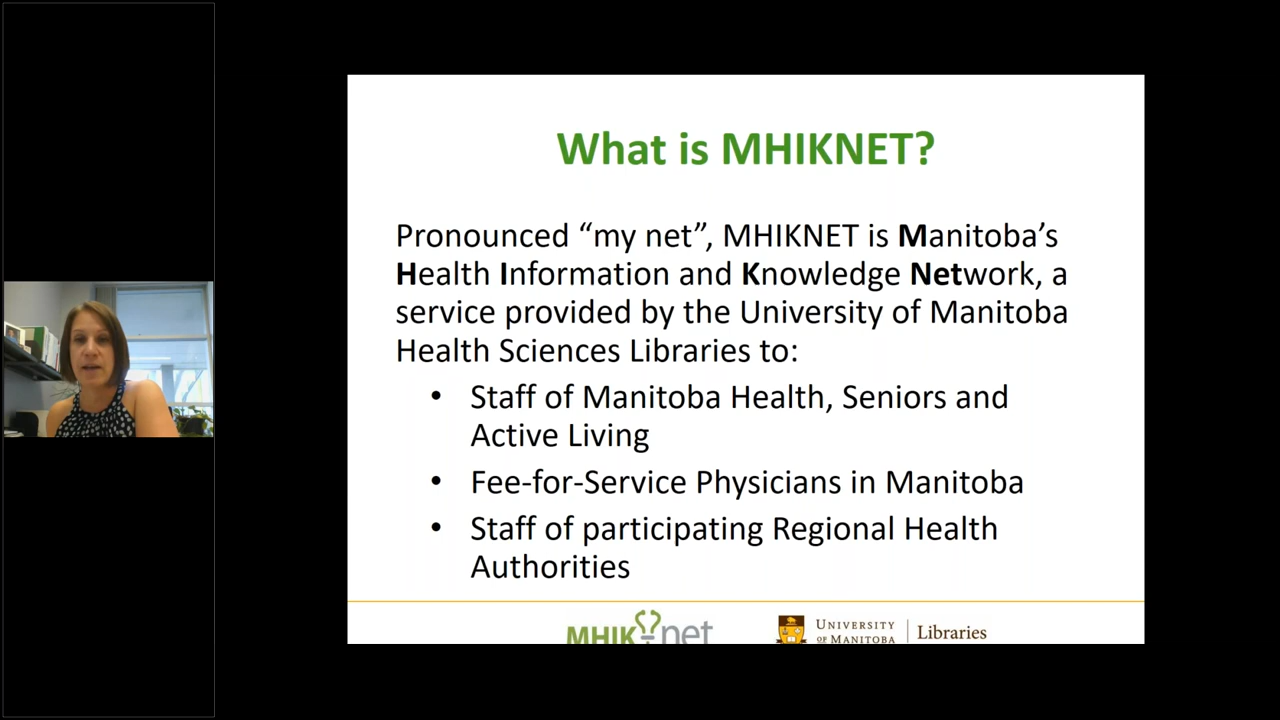 What is MHIKNET?
Pronounced “my net”, MHIKNET is Manitoba’s
Health Information and Knowledge Network, a
service provided by the University of Manitoba
Health Sciences Libraries to:
• Staff of Manitoba Health, Seniors and
Active Living
• Fee-for-Service Physicians in Manitoba
• Staff of participating Regional Health
Authorities
MHIKnet
UNIVERSITY
OF MANITOBA
Libraries